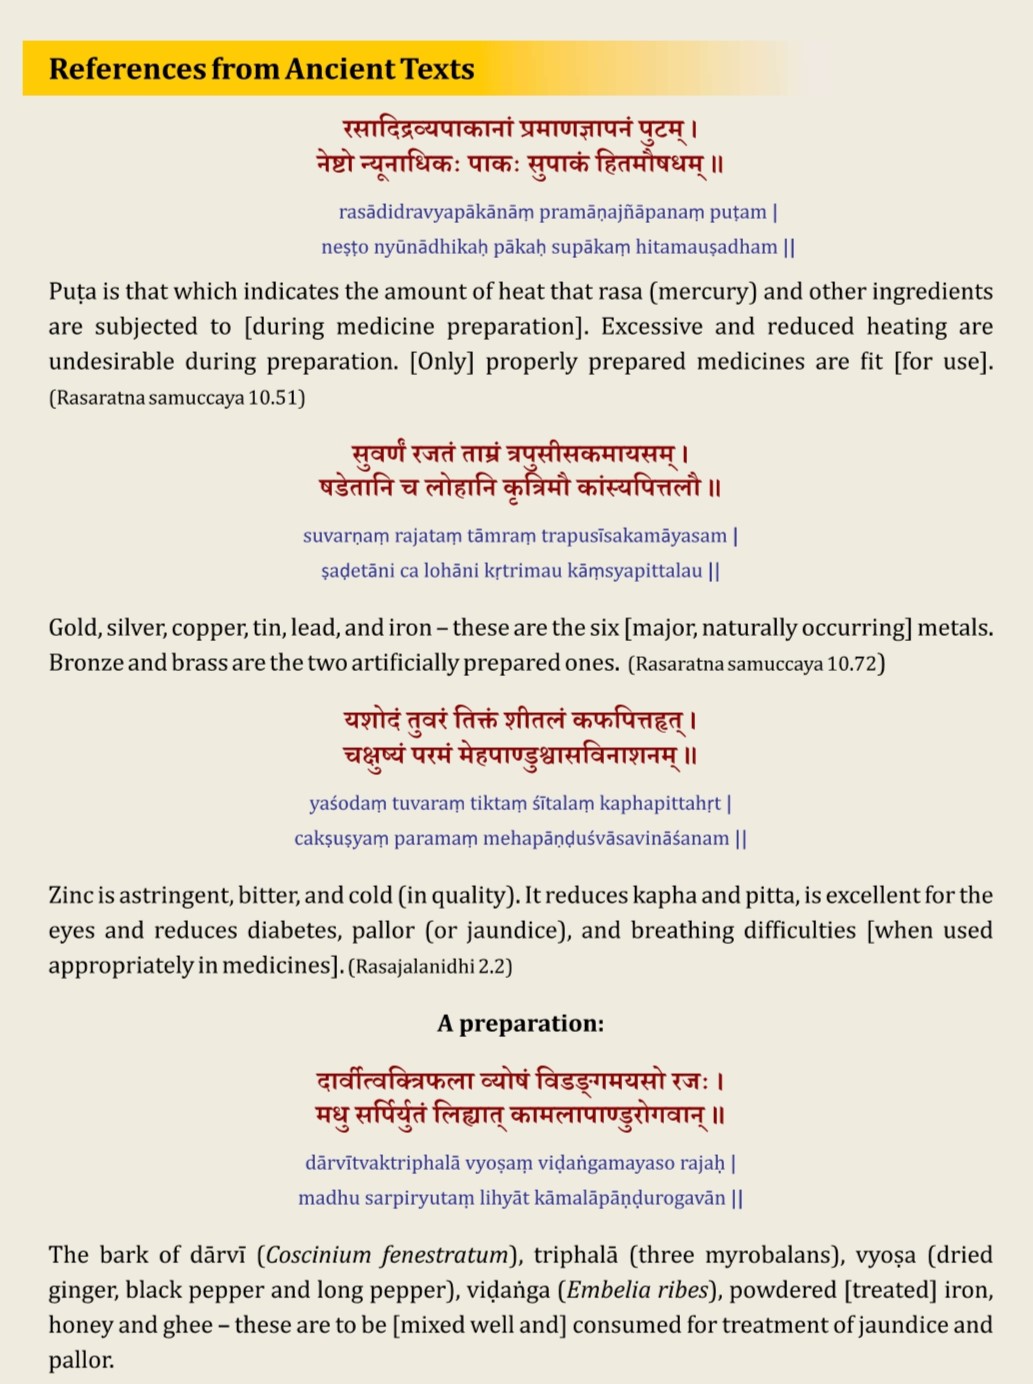 References from Ancient Texts
रसादिद्रव्यपाकानां प्रमाणज्ञापनं पुटम् ।
नेष्टो न्यूनाधिकः पाकः सुपाकं हितमौषधम् ॥
rasādidravyapākānāṃ pramāṇajñāpanaṃ puṭam |
neṣṭo nyūnādhikaḥ pākaḥ supākaṃ hitamauṣadham ||
Puṭa is that which indicates the amount of heat that rasa (mercury) and other ingredients
are subjected to [during medicine preparation]. Excessive and reduced heating are
undesirable during preparation. [Only] properly prepared medicines are fit [for use].
(Rasaratna samuccaya 10.51)
सुवर्णं रजतं ताम्रं त्रपुसीसकमायसम् ।
षडेतानि च लोहानि कृत्रिमौ कांस्यपित्तलौ ॥
suvarṇaṃ rajataṃ tāmraṃ trapusīsakamāyasam |
ṣaḍetāni ca lohāni kṛtrimau kāṃsyapittalau ||
Gold, silver, copper, tin, lead, and iron – these are the six [major, naturally occurring] metals.
Bronze and brass are the two artificially prepared ones. (Rasaratna samuccaya 10.72)
यशोदं तुवरं तिक्तं शीतलं कफपित्तहृत् ।
चक्षुष्यं परमं मेहपाण्डुश्वासविनाशनम् ॥
yaśodaṃ tuvaraṃ tiktaṃ śītalaṃ kaphapittahṛt |
cakṣuṣyaṃ paramaṃ mehapāṇḍuśvāsavināśanam ||
Zinc is astringent, bitter, and cold (in quality). It reduces kapha and pitta, is excellent for the
eyes and reduces diabetes, pallor (or jaundice), and breathing difficulties [when used
appropriately in medicines]. (Rasajalanidhi 2.2)
A preparation:
दार्वीत्वक्त्रिफला व्योषं विडङ्गमयसो रजः ।
मधु सर्पिर्युतं लिह्यात् कामलापाण्डुरोगवान् ॥
dārvītvaktriphalā vyoṣaṃ viḍaṅgamayaso rajaḥ |
madhu sarpiryutaṃ lihyāt kāmalāpāṇḍurogavān ||
The bark of dārvī (Coscinium fenestratum), triphalā (three myrobalans), vyoṣa (dried
ginger, black pepper and long pepper), viḍaṅga (Embelia ribes), powdered [treated] iron,
honey and ghee – these are to be [mixed well and] consumed for treatment of jaundice and
pallor.